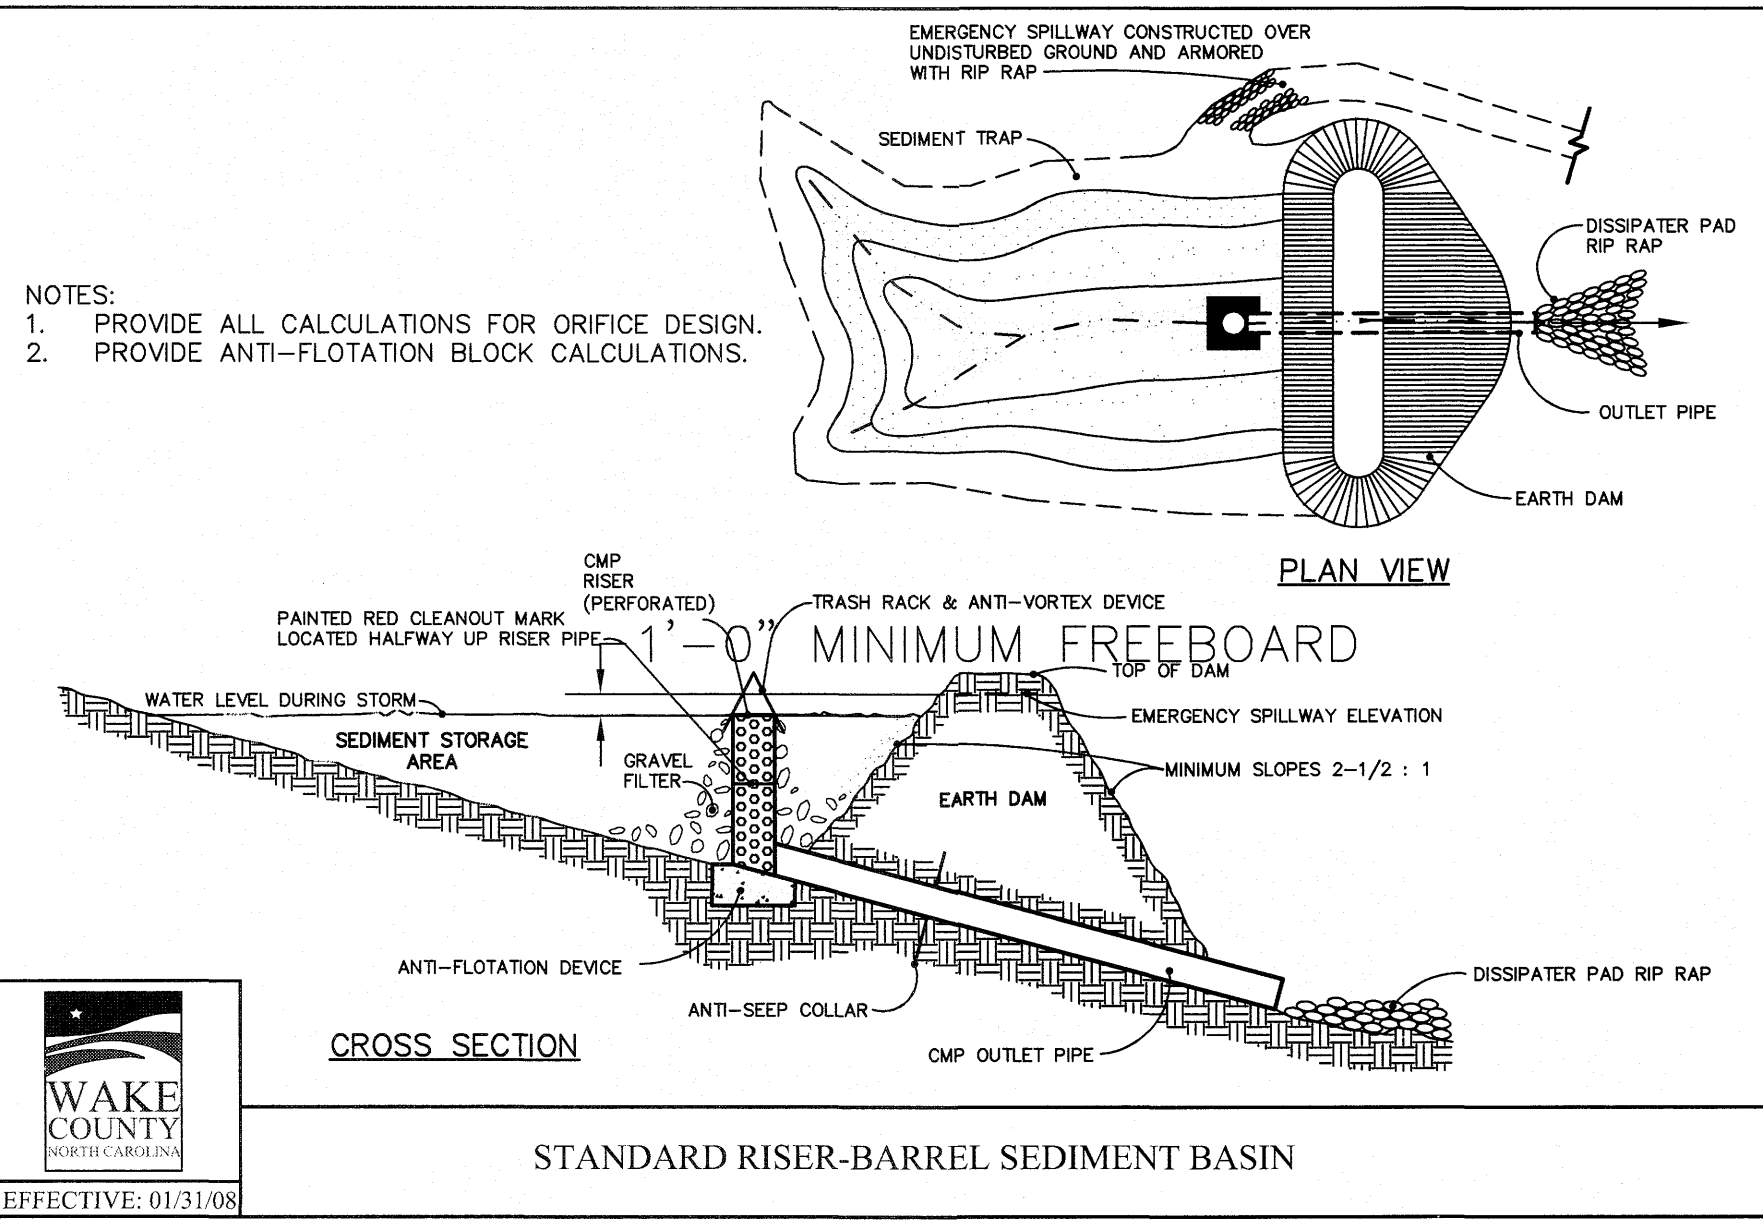 EMERGENCY SPILLWAY CONSTRUCTED OVER
UNDISTURBED GROUND AND ARMORED
WITH RIP RAP
SEDIMENT TRAP
DISSIPATER PAD
RIP RAP
NOTES:
1. PROVIDE ALL CALCULATIONS FOR ORIFICE DESIGN.
2. PROVIDE ANTI-FLOTATION BLOCK CALCULATIONS.
OUTLET PIPE
EARTH DAM
PLAN VIEW
CMP
RISER
(PERFORATED)
TRASH RACK & ANTI-VORTEX DEVICE
PAINTED RED CLEANOUT MARK
LOCATED HALFWAY UP RISER PIPE
1'-0" MINIMUM FREEBOARD
TOP OF DAM
WATER LEVEL DURING STORM
EMERGENCY SPILLWAY ELEVATION
SEDIMENT STORAGE
AREA
GRAVEL
FILTER
MINIMUM SLOPES 2-1/2 : 1
EARTH DAM
ANTI-FLOTATION DEVICE
DISSIPATER PAD RIP RAP
ANTI-SEEP COLLAR
CROSS SECTION
CMP OUTLET PIPE
WAKE
COUNTY
NORTH CAROLINA
STANDARD RISER-BARREL SEDIMENT BASIN
EFFECTIVE: 01/31/08